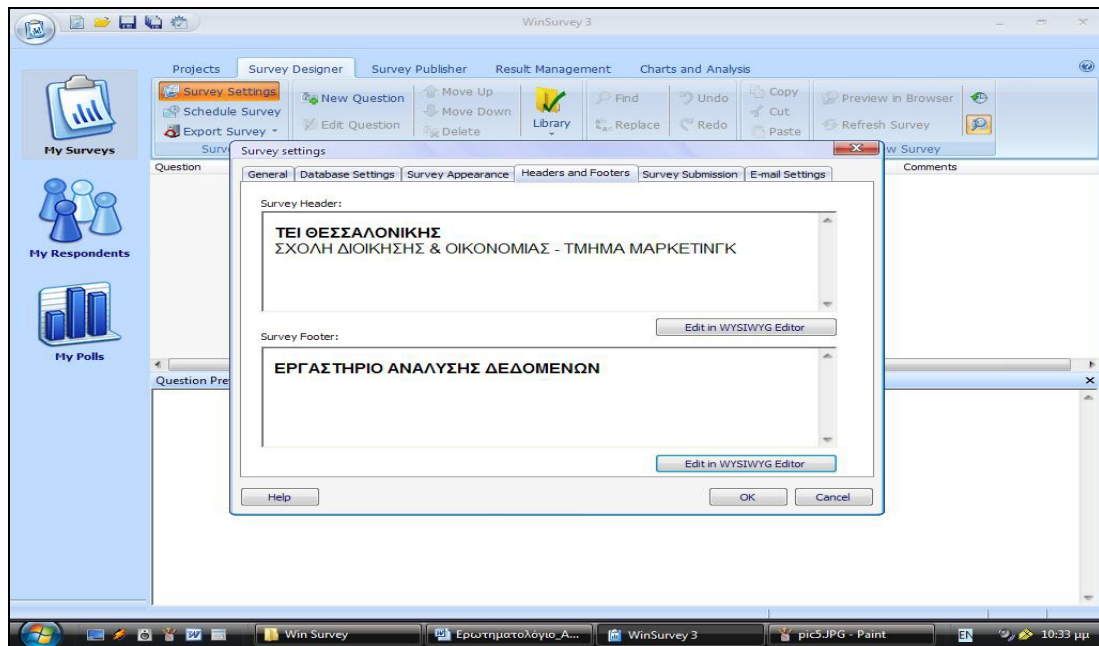 WinSurvey 3
Projects Survey Designer Survey Publisher Result Management Charts and Analysis
Survey Settings New Question Move Up Library Find Undo Copy Preview in Browser
Schedule Survey Move Down Cut
Export Survey Edit Question Delete Replace Redo Paste Refresh Survey
Surv w Survey
My Surveys
My Respondents
My Polls
Question Comments
Survey settings
General Database Settings Survey Appearance Headers and Footers Survey Submission E-mail Settings
Survey Header:
ΤΕΙ ΘΕΣΣΑΛΟΝΙΚΗΣ
ΣΧΟΛΗ ΔΙΟΙΚΗΣΗΣ & ΟΙΚΟΝΟΜΙΑΣ - ΤΜΗΜΑ ΜΑΡΚΕΤΙΝΓΚ
Edit in WYSIWYG Editor
Survey Footer:
ΕΡΓΑΣΤΗΡΙΟ ΑΝΑΛΥΣΗΣ ΔΕΔΟΜΕΝΩΝ
Edit in WYSIWYG Editor
Help OK Cancel
Question Pre
Win Survey Ερωτηματολόγιο_Α... WinSurvey 3 pic5.JPG - Paint EN 10:33 μμ